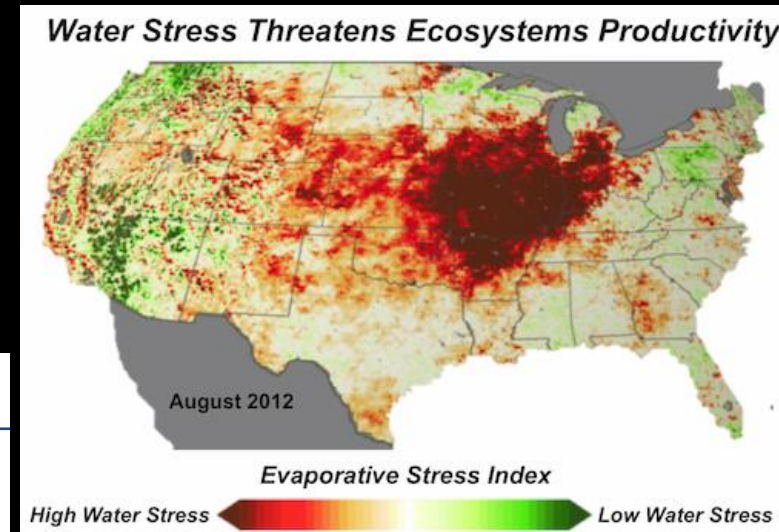 Water Stress Threatens Ecosystems Productivity
August 2012
Evaporative Stress Index
High Water Stress
Low Water Stress